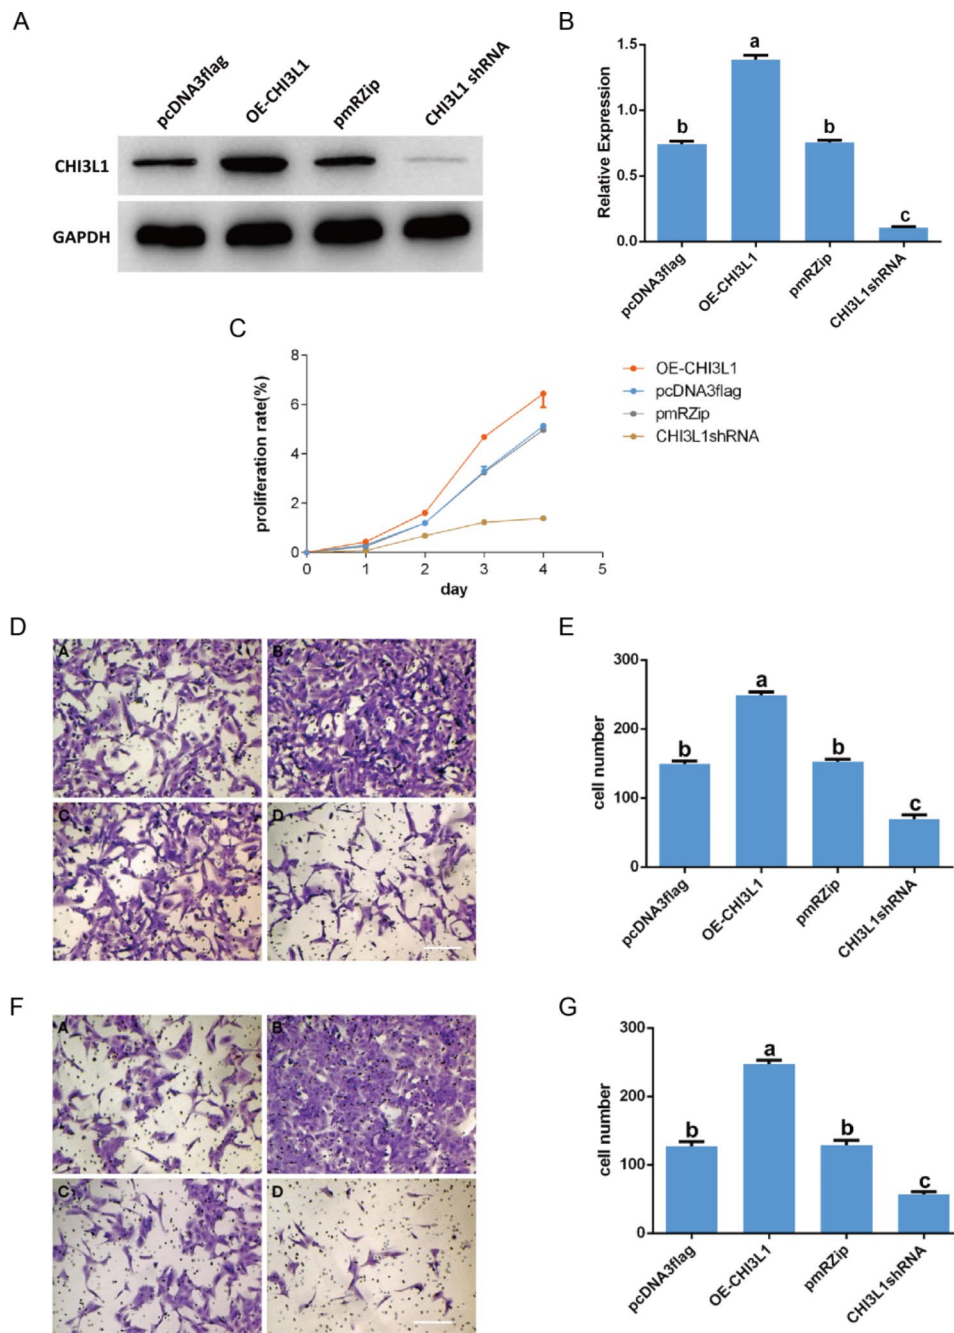 A
pcDNA3flag
OE-CHI3L1
pmRZip
CHI3L1 shRNA
CHI3L1
GAPDH
B
Relative Expression
1.5
1.0
0.5
0.0
b
a
b
c
pcDNA3flag
OE-CHI3L1
pmRZip
CHI3L1shRNA
C
proliferation rate(%)
8
6
4
2
0
0 1 2 3 4 5
day
OE-CHI3L1
pcDNA3flag
pmRZip
CHI3L1shRNA
D
A
B
C
D
E
cell number
300
200
100
0
b
a
b
c
pcDNA3flag
OE-CHI3L1
pmRZip
CHI3L1shRNA
F
A
B
C
D
G
cell number
300
200
100
0
b
a
b
c
pcDNA3flag
OE-CHI3L1
pmRZip
CHI3L1shRNA